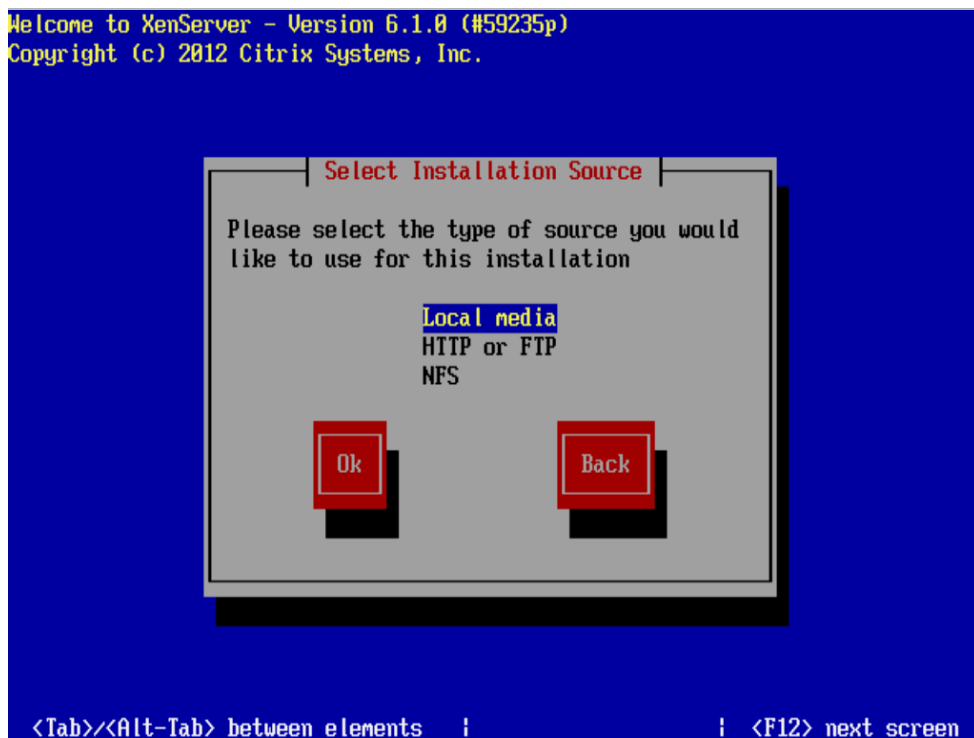 Welcome to XenServer - Version 6.1.0 (#59235p)
Copyright (c) 2012 Citrix Systems, Inc.
Select Installation Source
Please select the type of source you would
like to use for this installation
Local media
HTTP or FTP
NFS
Ok Back
<Tab>/<Alt-Tab> between elements | | <F12> next screen